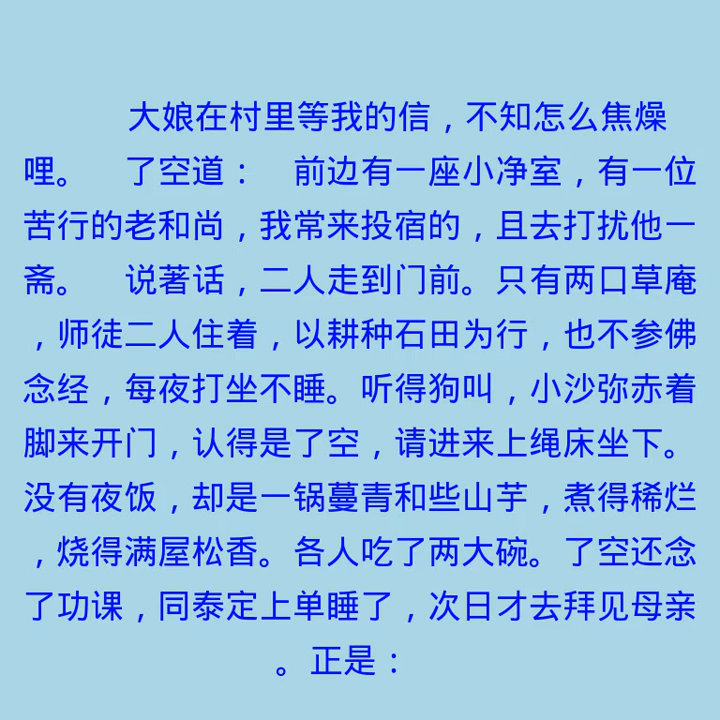 大娘在村里等我的信，不知怎么焦燥
哩。　了空道：　前边有一座小净室，有一位
苦行的老和尚，我常来投宿的，且去打扰他一
斋。　说著话，二人走到门前。只有两口草庵
，师徒二人住着，以耕种石田为行，也不参佛
念经，每夜打坐不睡。听得狗叫，小沙弥赤着
脚来开门，认得是了空，请进来上绳床坐下。
没有夜饭，却是一锅蔓青和些山芋，煮得稀烂
，烧得满屋松香。各人吃了两大碗。了空还念
了功课，同泰定上单睡了，次日才去拜见母亲
。正是：